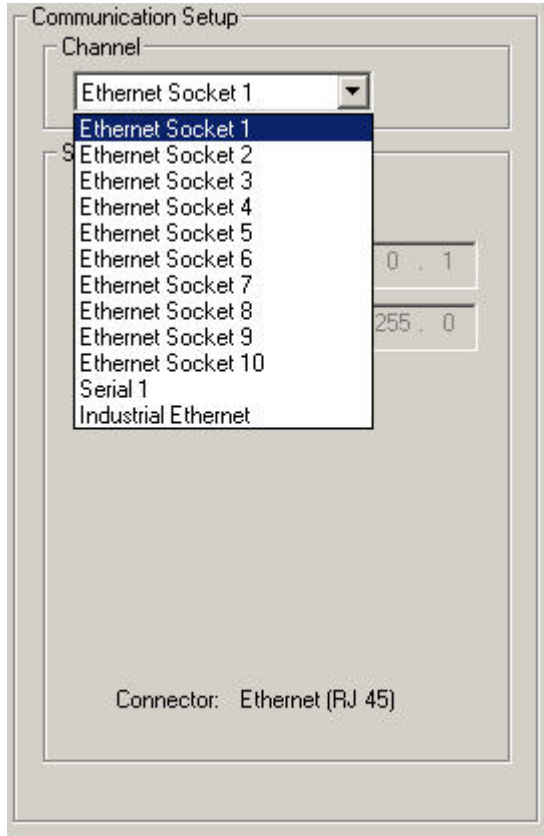 Communication Setup
Channel
Ethernet Socket 1
Ethernet Socket 1
Ethernet Socket 2
Ethernet Socket 3
Ethernet Socket 4
Ethernet Socket 5
Ethernet Socket 6
0 . 1
Ethernet Socket 7
Ethernet Socket 8
255 . 0
Ethernet Socket 9
Ethernet Socket 10
Serial 1
Industrial Ethernet
Connector: Ethernet (RJ 45)